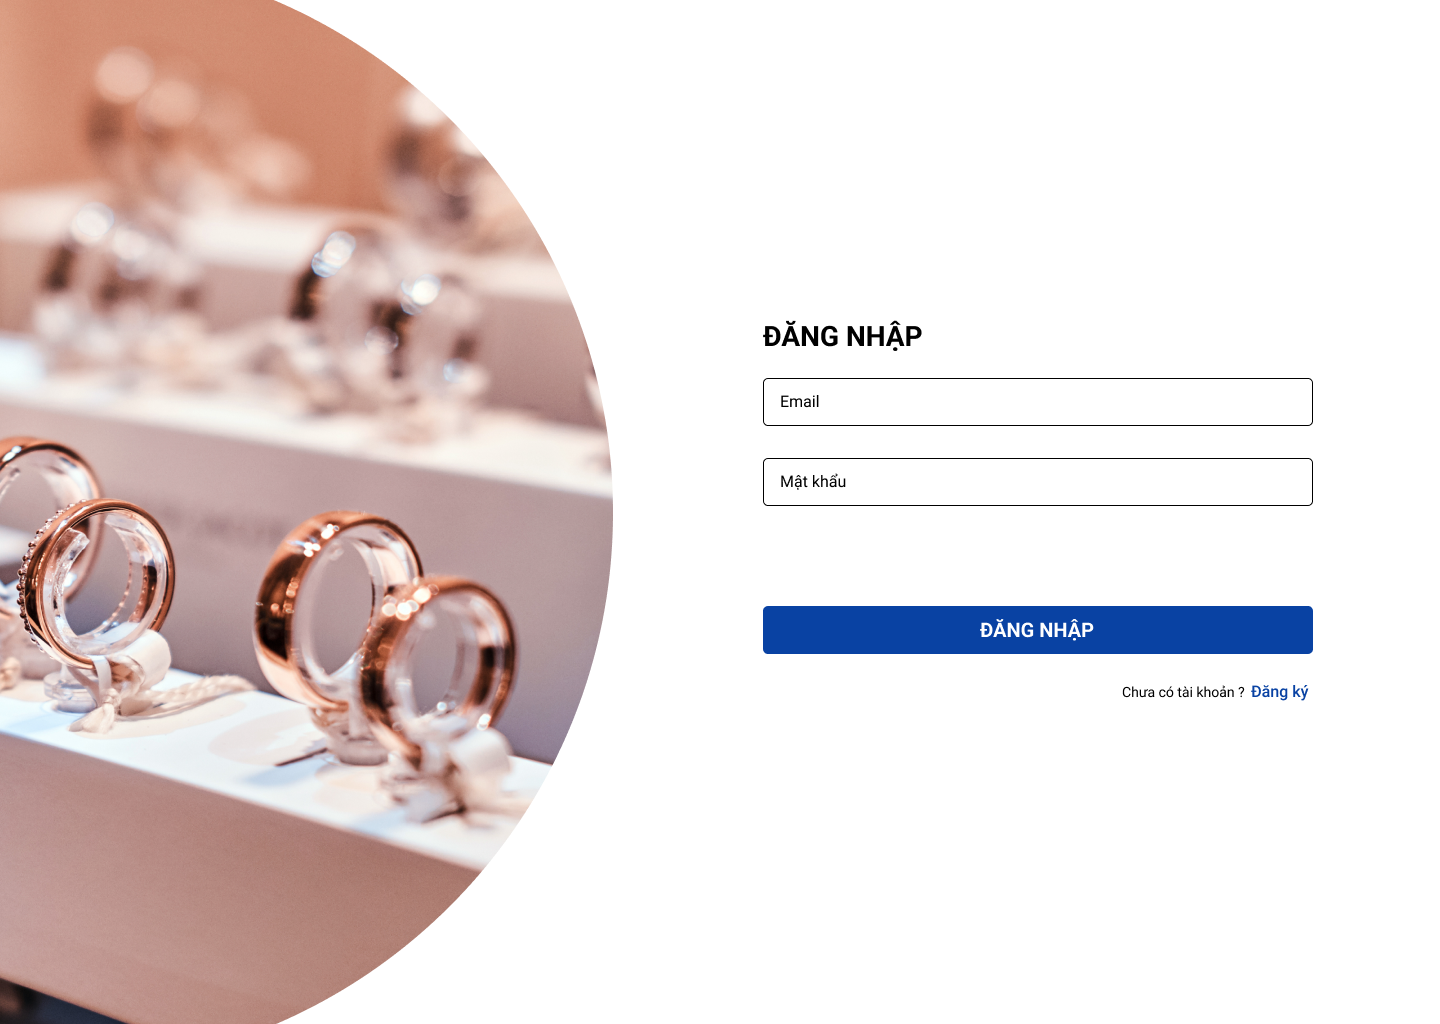 ĐĂNG NHẬP
Email
Mật khẩu
ĐĂNG NHẬP
Chưa có tài khoản ? Đăng ký